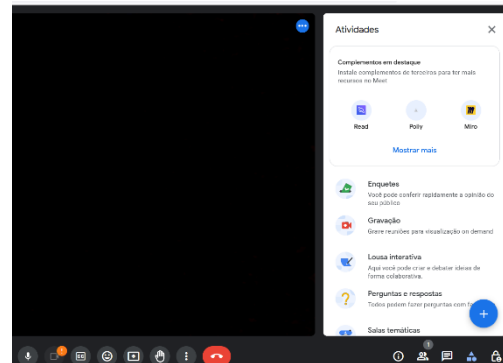 Atividades
Complementos em destaque
Instale complementos de terceiros para ter mais
recursos no Meet
Read
Polly
Miro
Mostrar mais
Enquetes
Você pode conferir rapidamente a opinião do
seu público
Gravação
Grave reuniões para visualização on demand
Lousa interativa
Aqui você pode criar e debater ideias de
forma colaborativa.
Perguntas e respostas
Todos podem fazer perguntas com
Salas temáticas
1